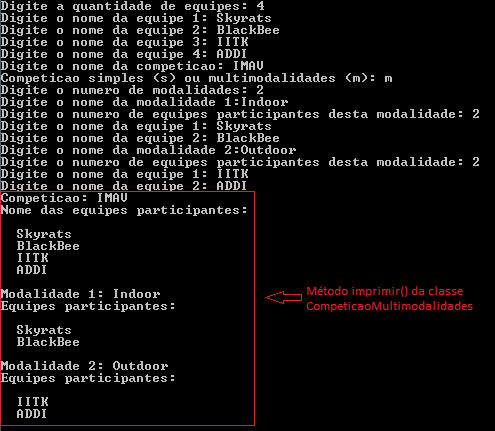 Digite a quantidade de equipes: 4
Digite o nome da equipe 1: Skyrats
Digite o nome da equipe 2: BlackBee
Digite o nome da equipe 3: IITK
Digite o nome da equipe 4: ADDI
Digite o nome da competicao: IMAV
Competicao simples (s) ou multimodalidades (m): m
Digite o numero de modalidades: 2
Digite o nome da modalidade 1:Indoor
Digite o numero de equipes participantes desta modalidade: 2
Digite o nome da equipe 1: Skyrats
Digite o nome da equipe 2: BlackBee
Digite o nome da modalidade 2:Outdoor
Digite o numero de equipes participantes desta modalidade: 2
Digite o nome da equipe 1: IITK
Digite o nome da equipe 2: ADDI
Competicao: IMAV
Nome das equipes participantes:
Skyrats
BlackBee
IITK
ADDI
Modalidade 1: Indoor
Equipes participantes:
Skyrats
BlackBee
Modalidade 2: Outdoor
Equipes participantes:
IITK
ADDI
Método imprimir() da classe
CompeticaoMultimodalidades